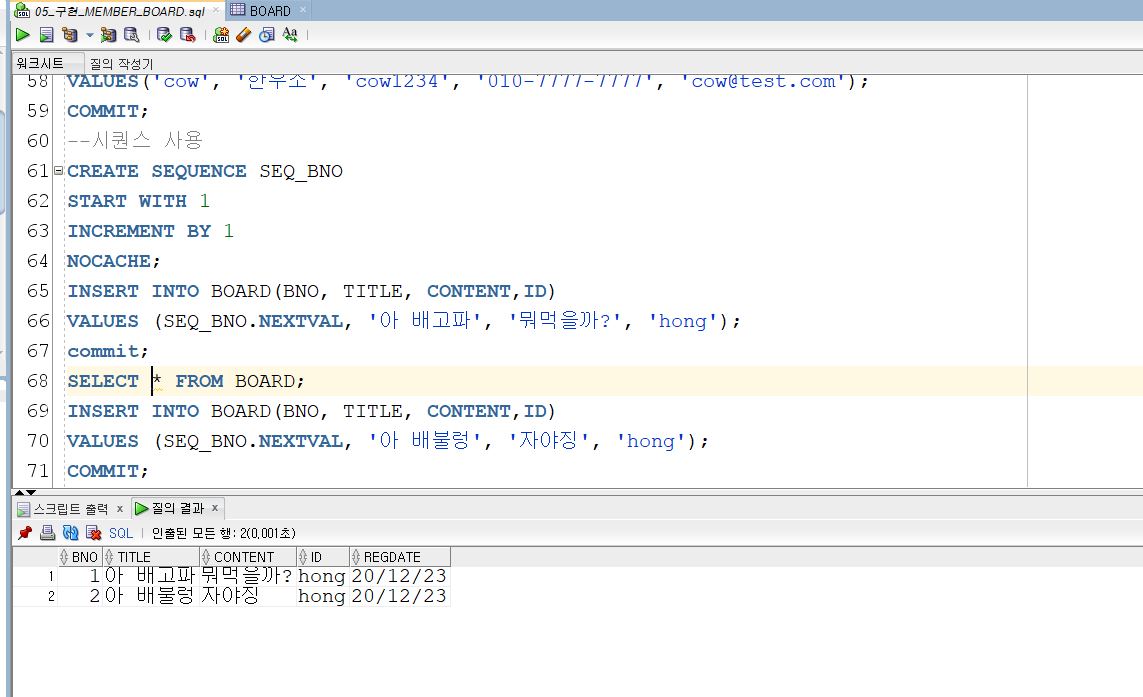 05_구현_MEMBER_BOARD.sql BOARD
워크시트 질의 작성기
58 VALUES('cow', '한우소', 'cow1234', '010-7777-7777', 'cow@test.com');
59 COMMIT;
60 --시퀀스 사용
61 CREATE SEQUENCE SEQ_BNO
62 START WITH 1
63 INCREMENT BY 1
64 NOCACHE;
65 INSERT INTO BOARD(BNO, TITLE, CONTENT,ID)
66 VALUES (SEQ_BNO.NEXTVAL, '아 배고파', '뭐먹을까?', 'hong');
67 commit;
68 SELECT * FROM BOARD;
69 INSERT INTO BOARD(BNO, TITLE, CONTENT,ID)
70 VALUES (SEQ_BNO.NEXTVAL, '아 배불렁', '자야징', 'hong');
71 COMMIT;
스크립트 출력 x 질의 결과 x
SQL | 인출된 모든 행: 2(0,001초)
BNO TITLE CONTENT ID REGDATE
1 1 아 배고파 뭐먹을까? hong 20/12/23
2 2 아 배불렁 자야징 hong 20/12/23